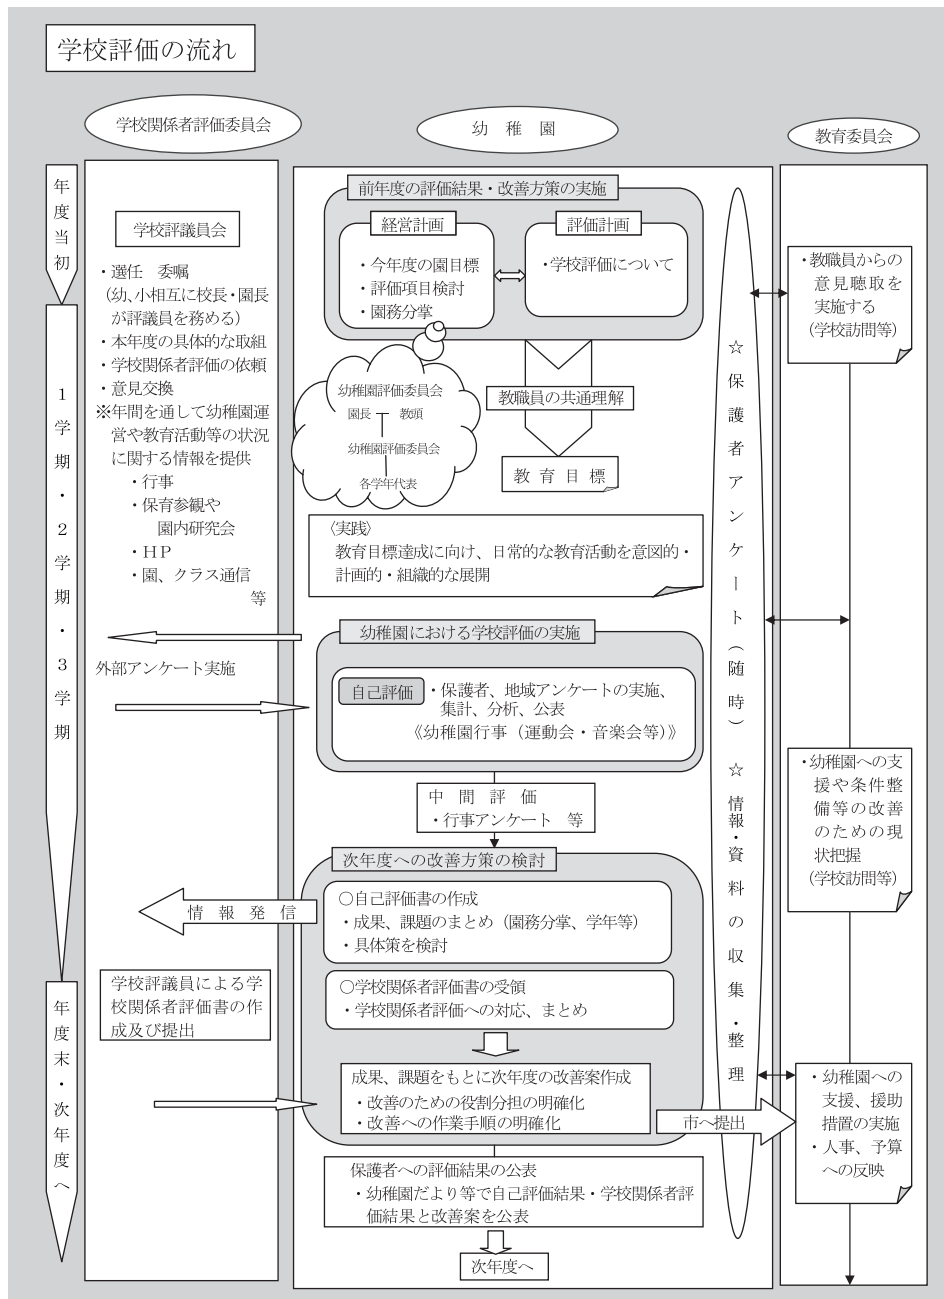 学校評価の流れ
学校関係者評価委員会
幼稚園
教育委員会
年度当初
1学期・2学期・3学期
年度末・次年度へ
学校評議員会
・選任 委嘱
(幼、小相互に校長・園長
が評議員を務める)
・本年度の具体的な取組
・学校関係者評価の依頼
・意見交換
※年間を通して幼稚園運
営や教育活動等の状況
に関する情報を提供
・行事
・保育参観や
園内研究会
・HP
・園、クラス通信
等
外部アンケート実施
情報発信
学校評議員による学
校関係者評価書の作
成及び提出
前年度の評価結果・改善方策の実施
経営計画
・今年度の園目標
・評価項目検討
・園務分掌
評価計画
・学校評価について
幼稚園評価委員会
園長 教頭
幼稚園評価委員会
各学年代表
教職員の共通理解
教育目標
〈実践〉
教育目標達成に向け、日常的な教育活動を意図的・
計画的・組織的な展開
幼稚園における学校評価の実施
自己評価
・保護者、地域アンケートの実施、
集計、分析、公表
《幼稚園行事(運動会・音楽会等)》
中間評価
・行事アンケート 等
次年度への改善方策の検討
○自己評価書の作成
・成果、課題のまとめ(園務分掌、学年等)
・具体策を検討
○学校関係者評価書の受領
・学校関係者評価への対応、まとめ
成果、課題をもとに次年度の改善案作成
・改善のための役割分担の明確化
・改善への作業手順の明確化
市へ提出
保護者への評価結果の公表
・幼稚園だより等で自己評価結果・学校関係者評
価結果と改善案を公表
次年度へ
☆保護者アンケート(随時) ☆情報・資料の収集・整理
・教職員からの
意見聴取を
実施する
(学校訪問等)
・幼稚園への支
援や条件整
備等の改善
のための現
状把握
(学校訪問等)
・幼稚園への
支援、援助
措置の実施
・人事、予算
への反映